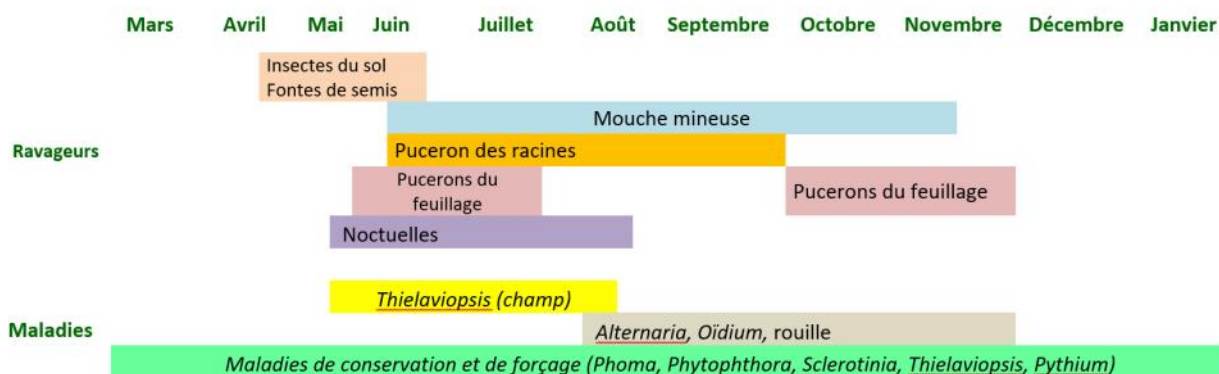 Mars Avril Mai Juin Juillet Août Septembre Octobre Novembre Décembre Janvier
Insectes du sol
Fontes de semis
Mouche mineuse
Ravageurs
Puceron des racines
Pucerons du
feuillage
Pucerons du feuillage
Noctuelles
Thielaviopsis (champ)
Maladies
Alternaria, Oïdium, rouille
Maladies de conservation et de forçage (Phoma, Phytophthora, Sclerotinia, Thielaviopsis, Pythium)